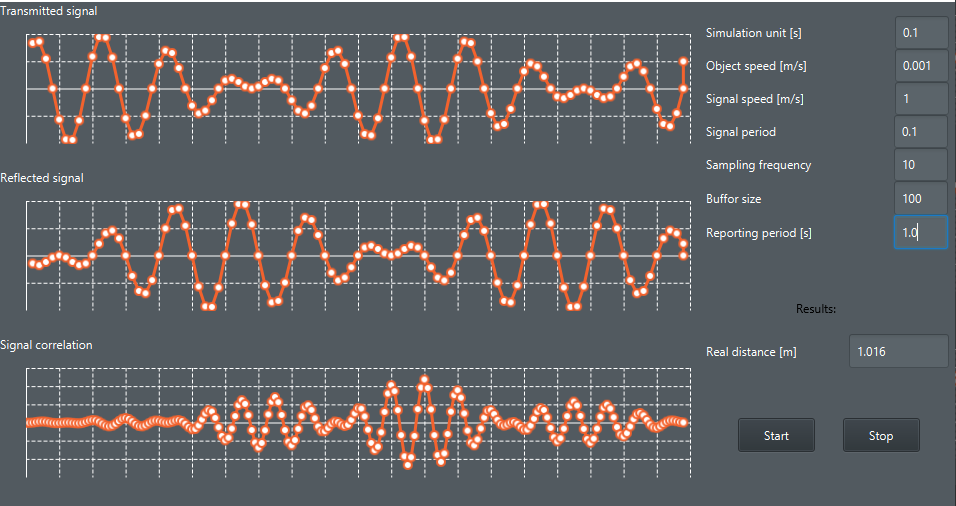 Transmitted signal
Reflected signal
Signal correlation
Simulation unit [s] 0.1
Object speed [m/s] 0.001
Signal speed [m/s] 1
Signal period 0.1
Sampling frequency 10
Buffor size 100
Reporting period [s] 1.0
Results:
Real distance [m] 1.016
Start Stop